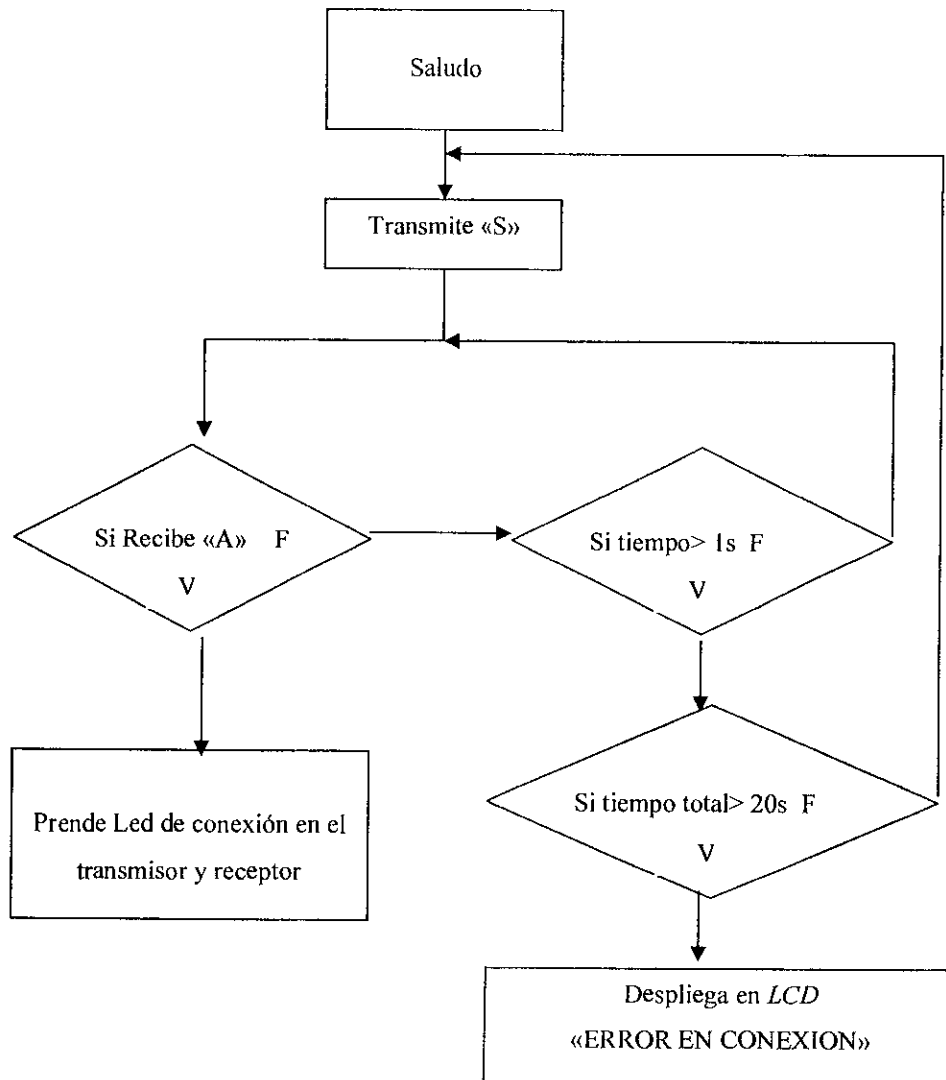 Saludo
Transmite «S»
Si Recibe «A» F
V
Si tiempo> 1s F
V
Prende Led de conexión en el
transmisor y receptor
Si tiempo total> 20s F
V
Despliega en LCD
«ERROR EN CONEXION»